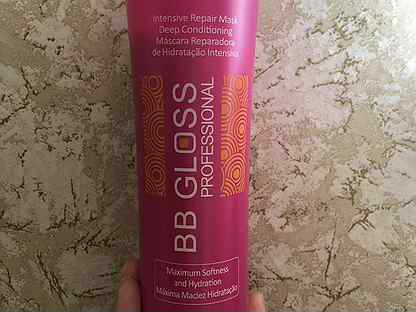 Intensive Repair Mask
Deep Conditioning
Máscara Reparadora
de Hidratação Intensiva
BB GLOSS
PROFESSIONAL
Maximum Softness
and Hydration
Máxima Maciez Hidratação